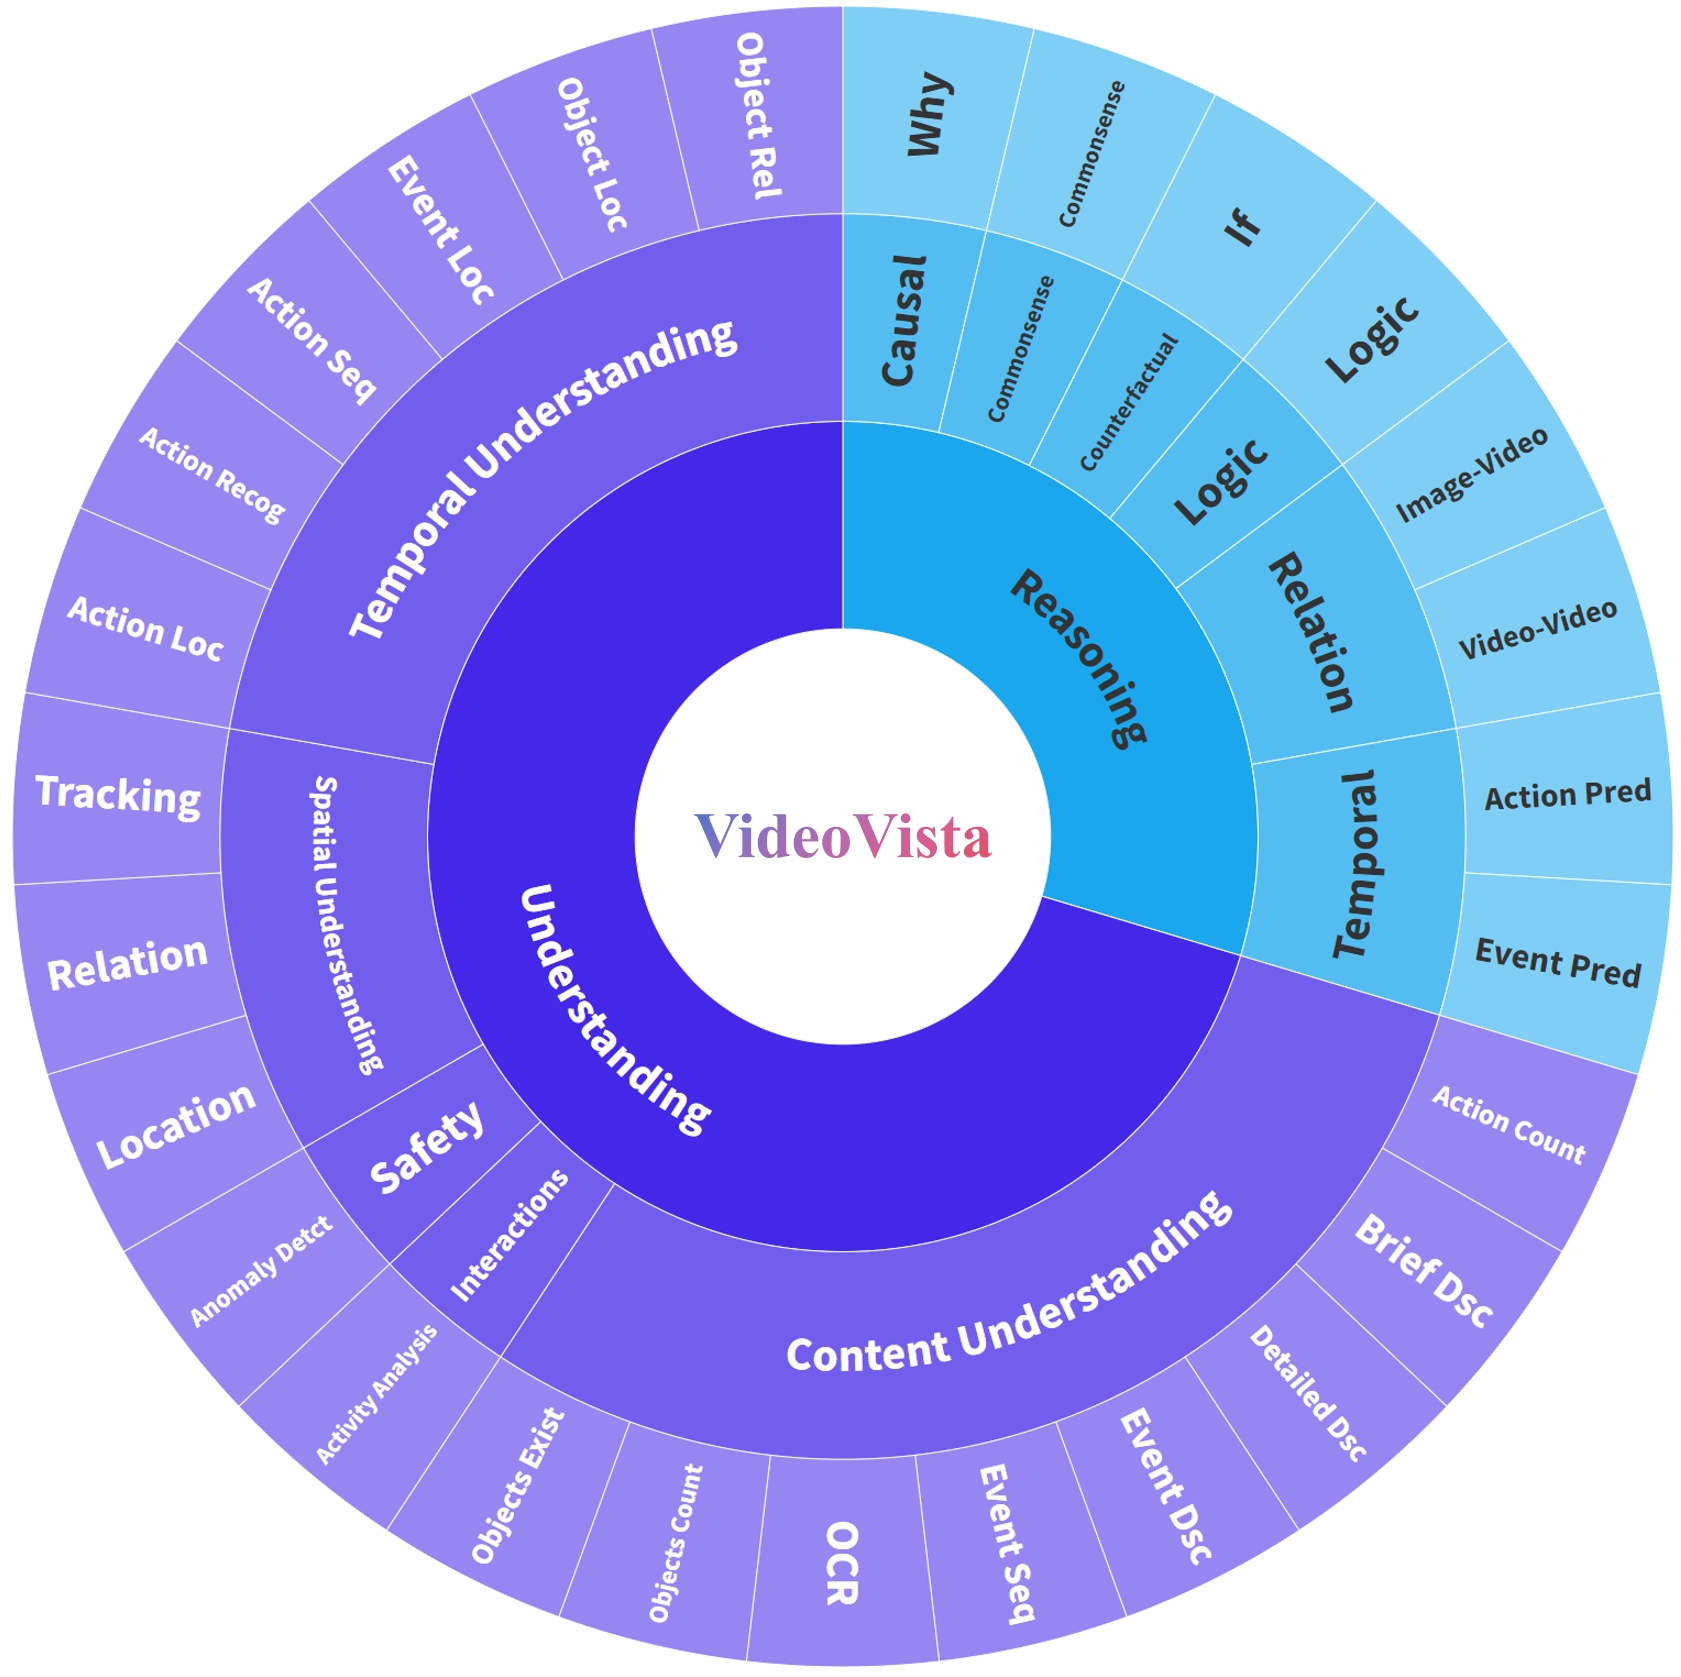 VideoVista
Reasoning
Understanding
Causal
Commonsense
Counterfactual
Logic
Relation
Temporal
Content Understanding
Interactions
Safety
Spatial Understanding
Temporal Understanding
Why
Commonsense
If
Logic
Image-Video
Video-Video
Action Pred
Event Pred
Action Count
Brief Dsc
Detailed Dsc
Event Dsc
Event Seq
OCR
Objects Count
Objects Exist
Activity Analysis
Anomaly Detct
Location
Relation
Tracking
Action Loc
Action Recog
Action Seq
Event Loc
Object Loc
Object Rel